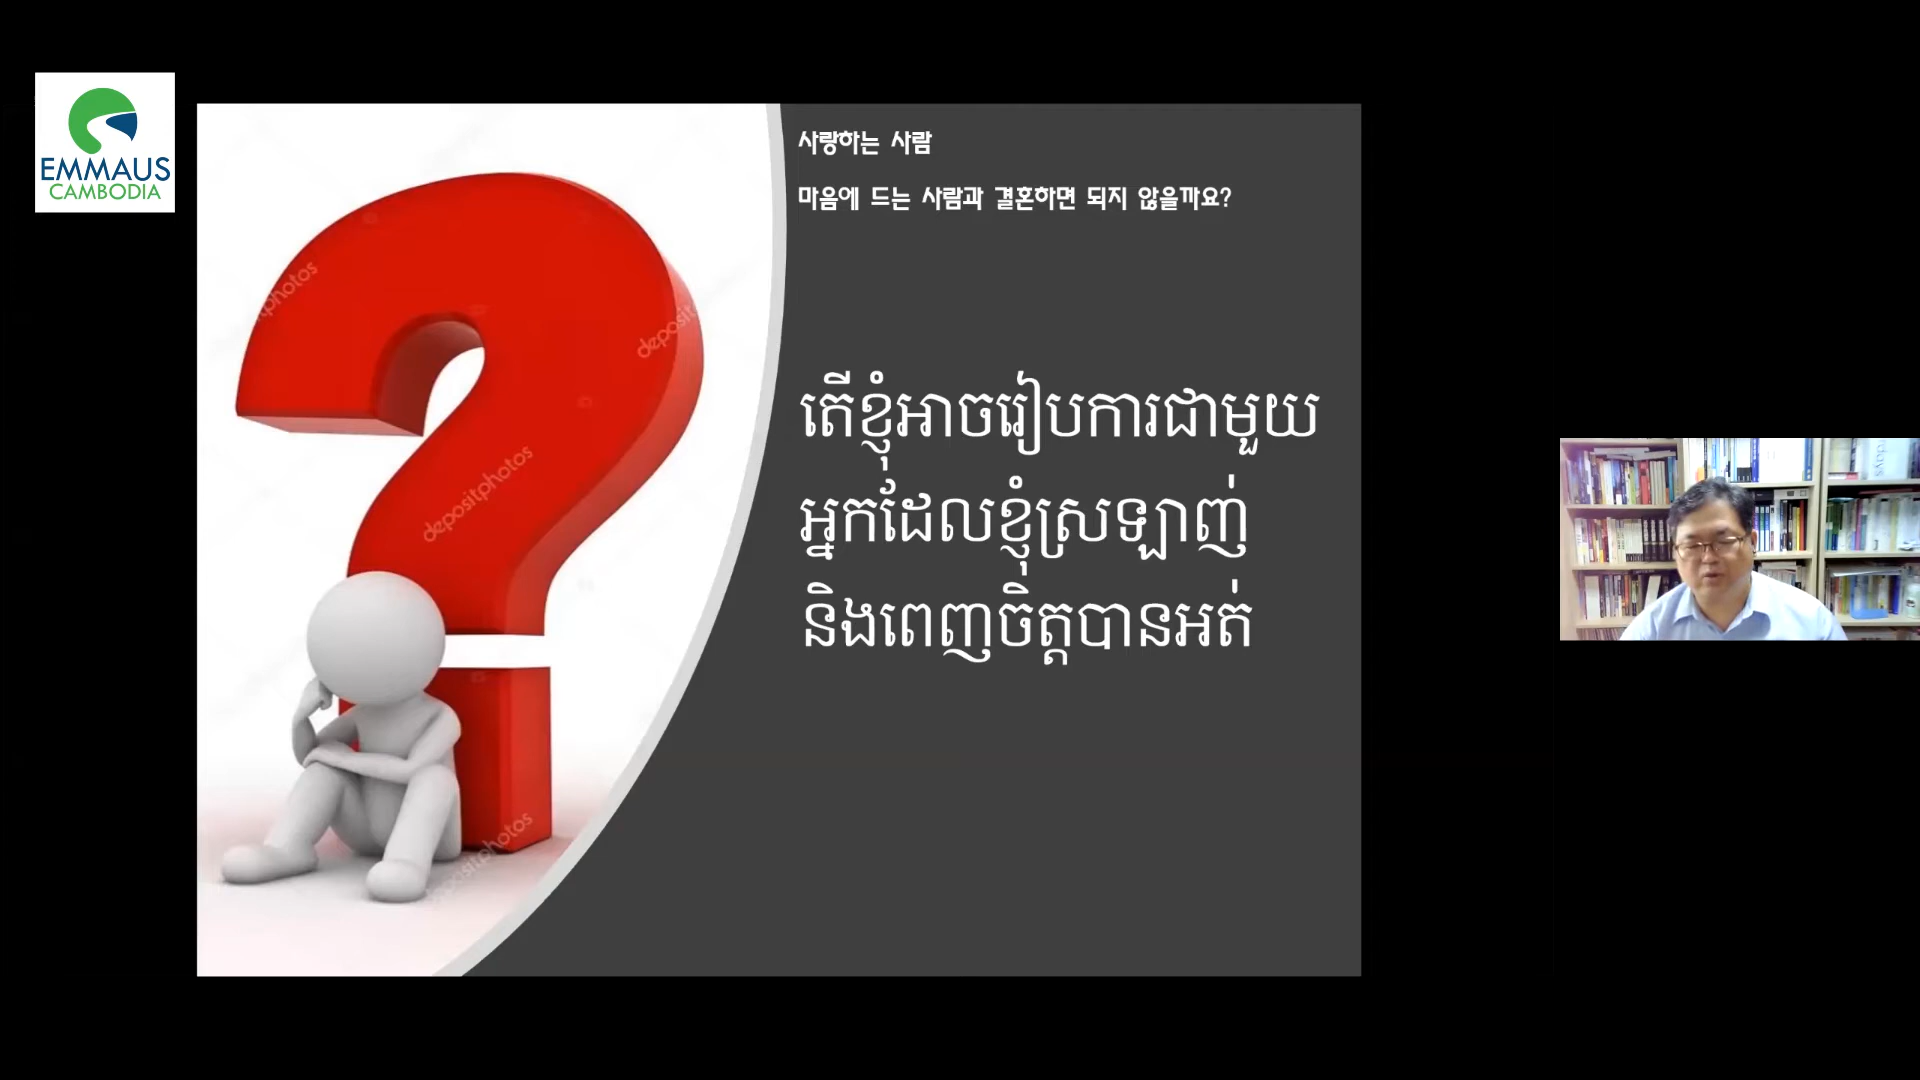 EMMAUS
CAMBODIA
사랑하는 사람
마음에 드는 사람과 결혼하면 되지 않을까요?
តើខ្ញុំអាចរៀបការជាមួយ
អ្នកដែលខ្ញុំស្រឡាញ់
និងពេញចិត្តបានអត់
depositphotos